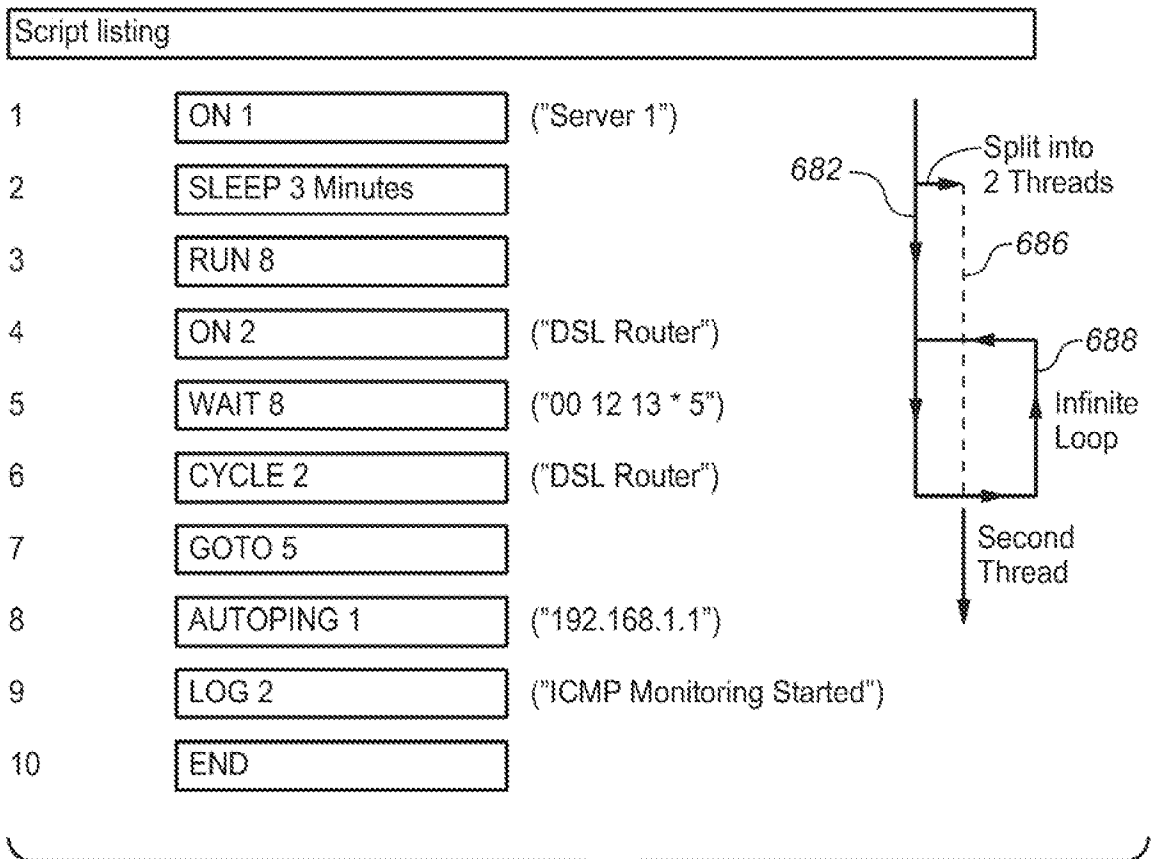 Script listing
1 ON 1 ("Server 1")
2 SLEEP 3 Minutes
3 RUN 8
4 ON 2 ("DSL Router")
5 WAIT 8 ("00 12 13 * 5")
6 CYCLE 2 ("DSL Router")
7 GOTO 5
8 AUTOPING 1 ("192.168.1.1")
9 LOG 2 ("ICMP Monitoring Started")
10 END
682
Split into
2 Threads
686
688
Infinite
Loop
Second
Thread